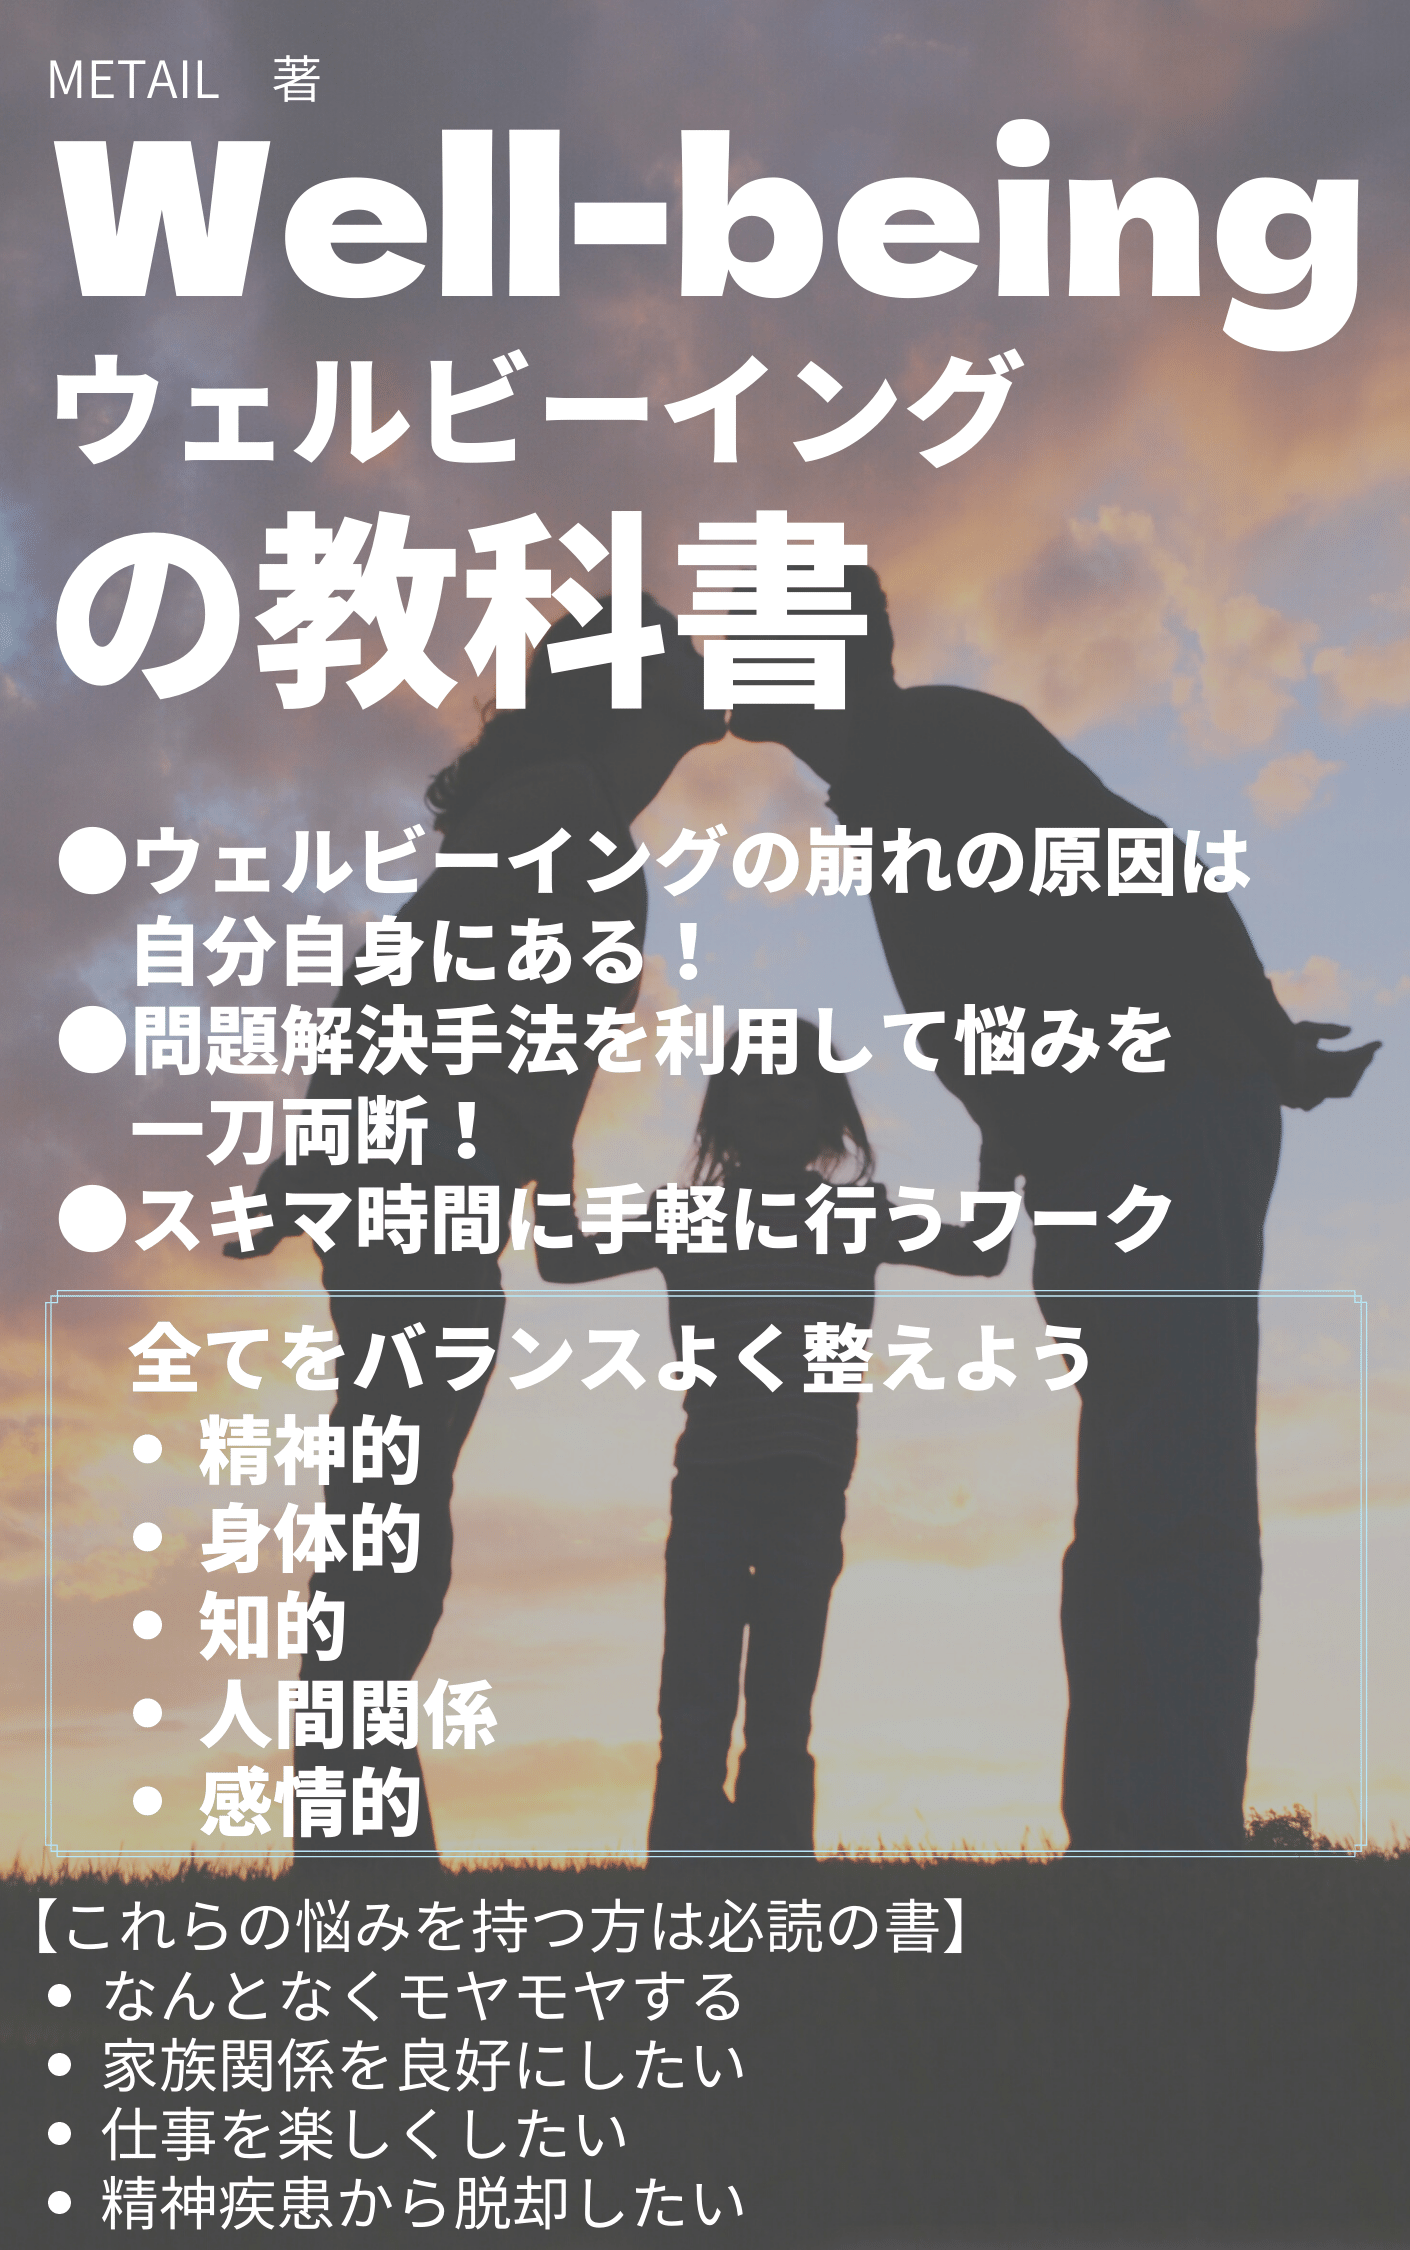 METAIL　著
Well-being
ウェルビーイング
の教科書
●ウェルビーイングの崩れの原因は
自分自身にある！
●問題解決手法を利用して悩みを
一刀両断！
●スキマ時間に手軽に行うワーク
全てをバランスよく整えよう
• 精神的
• 身体的
• 知的
• 人間関係
• 感情的
【これらの悩みを持つ方は必読の書】
• なんとなくモヤモヤする
• 家族関係を良好にしたい
• 仕事を楽しくしたい
• 精神疾患から脱却したい